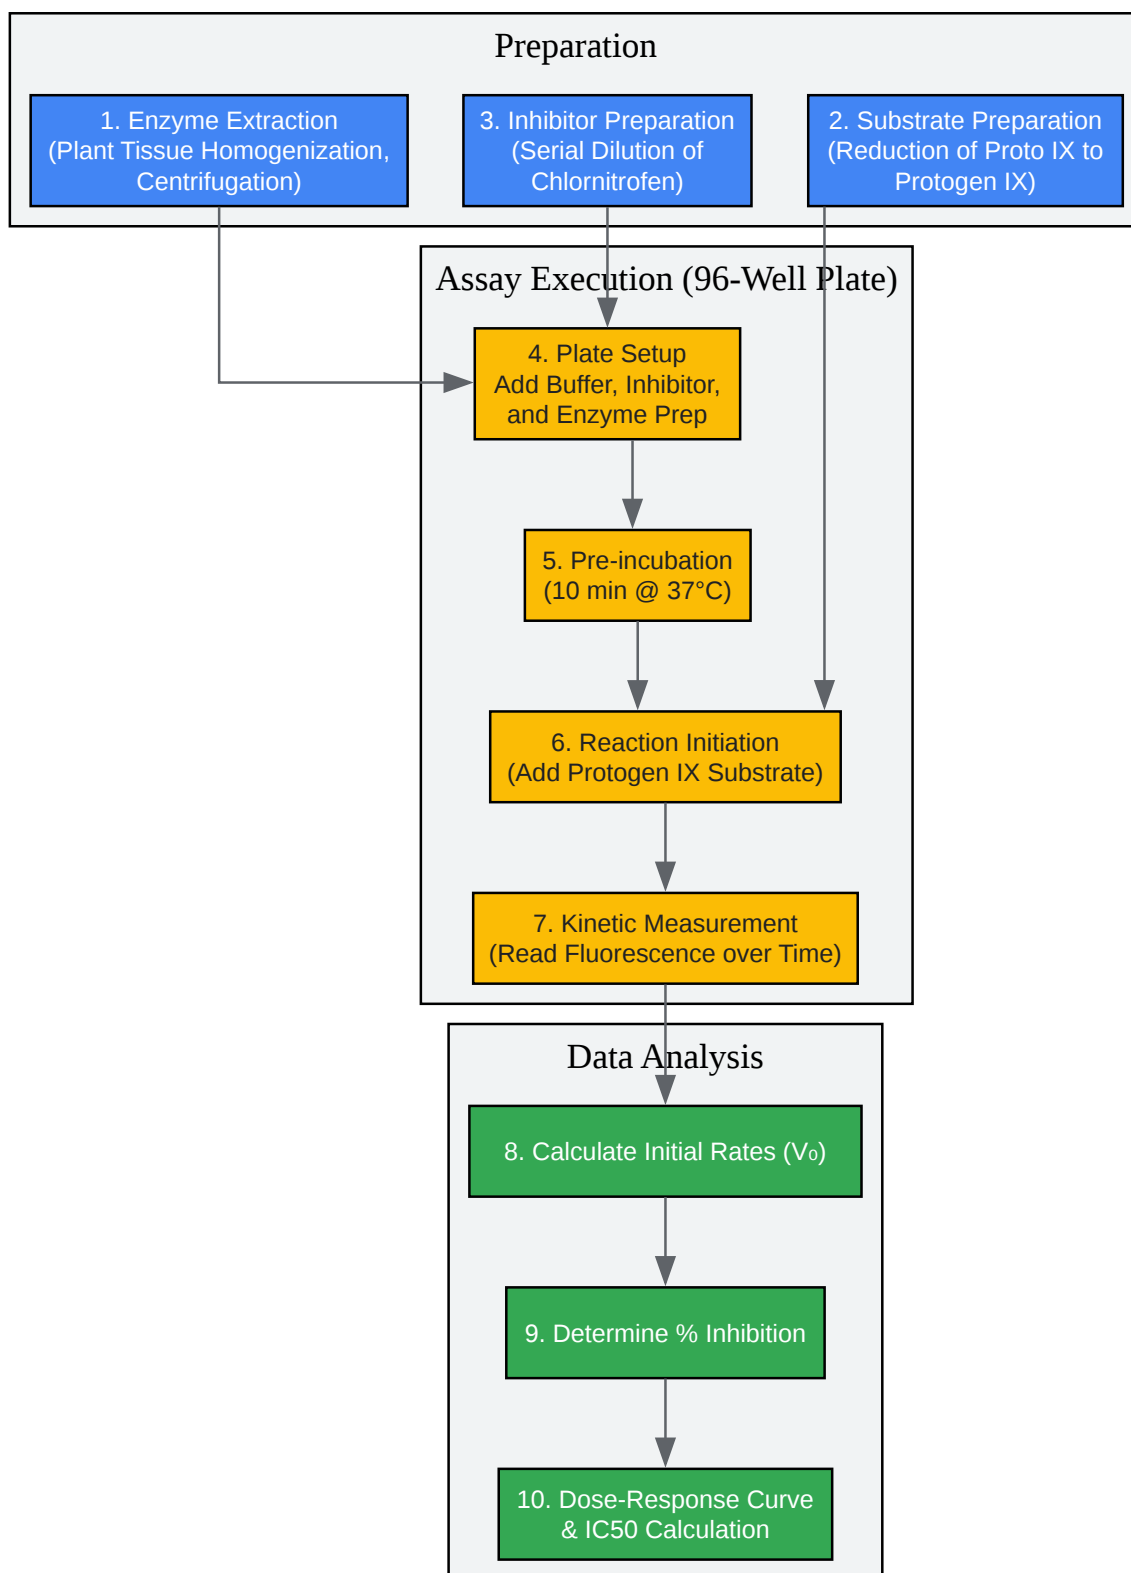 Preparation
1. Enzyme Extraction
(Plant Tissue Homogenization,
Centrifugation)
3. Inhibitor Preparation
(Serial Dilution of
Chlornitrofen)
2. Substrate Preparation
(Reduction of Proto IX to
Protogen IX)
Assay Execution (96-Well Plate)
4. Plate Setup
Add Buffer, Inhibitor,
and Enzyme Prep
5. Pre-incubation
(10 min @ 37°C)
6. Reaction Initiation
(Add Protogen IX Substrate)
7. Kinetic Measurement
(Read Fluorescence over Time)
Data Analysis
8. Calculate Initial Rates (V₀)
9. Determine % Inhibition
10. Dose-Response Curve
& IC50 Calculation